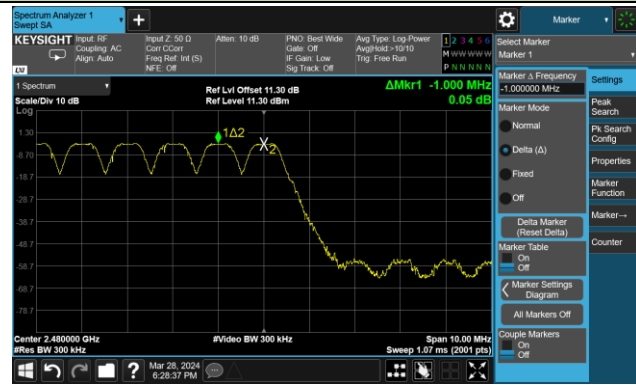 Spectrum Analyzer 1
Swept SA
Marker
KEYSIGHT
Input: RF
Coupling: AC
Align: Auto
Input Z: 50 Ω
Corr CCorr
Freq Ref: Int (S)
NFE: Off
Atten: 10 dB
PNO: Best Wide
Gate: Off
IF Gain: Low
Sig Track: Off
Avg Type: Log-Power
Avg|Hold:>10/10
Trig: Free Run
1 2 3 4 5 6
M W W W W W
P N N N N N
LXI
Select Marker
Marker 1
1 Spectrum
Scale/Div 10 dB
Ref Lvl Offset 11.30 dB
Ref Level 11.30 dBm
ΔMkr1 -1.000 MHz
0.05 dB
Log
1.30
-8.70
-18.7
-28.7
-38.7
-48.7
-58.7
-68.7
-78.7
1Δ2
2
Center 2.480000 GHz
#Res BW 300 kHz
#Video BW 300 kHz
Span 10.00 MHz
Sweep 1.07 ms (2001 pts)
Marker Δ Frequency
-1.000000 MHz
Marker Mode
Normal
Delta (Δ)
Fixed
Off
Delta Marker
(Reset Delta)
Marker Table
On
Off
Marker Settings
Diagram
All Markers Off
Couple Markers
On
Off
Settings
Peak
Search
Pk Search
Config
Properties
Marker
Function
Marker→
Counter
Mar 28, 2024
6:28:37 PM